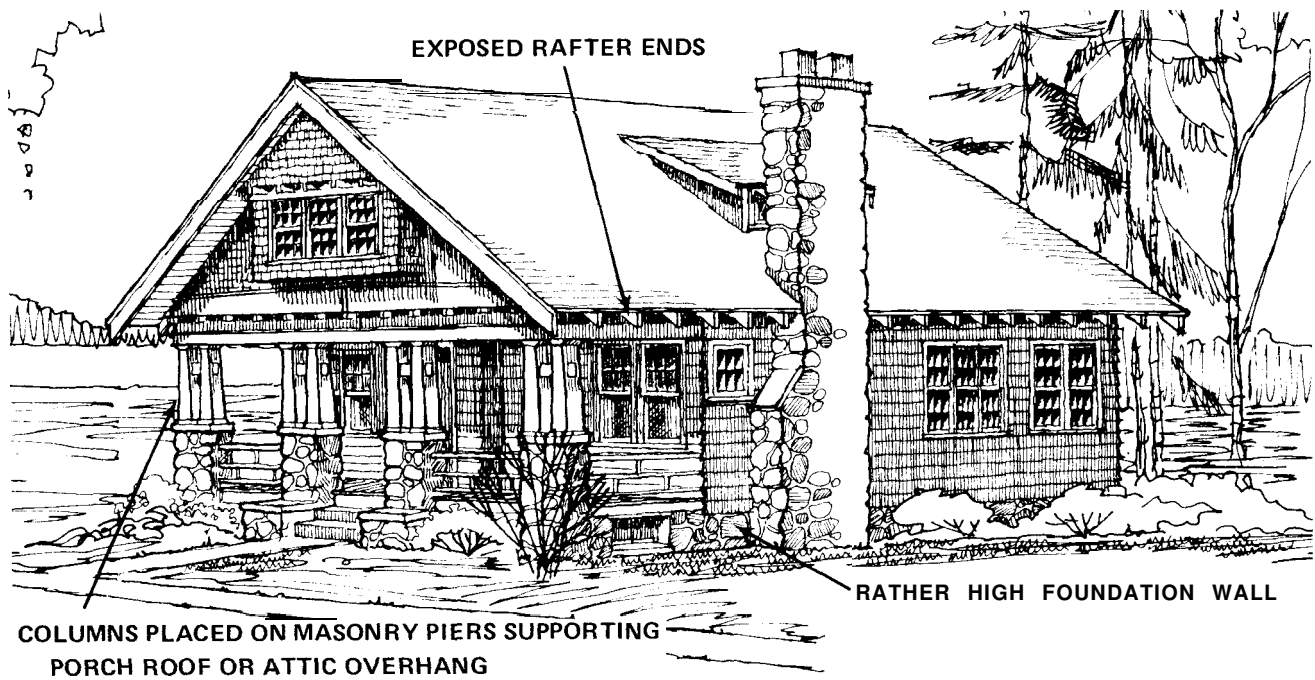 EXPOSED RAFTER ENDS
RATHER HIGH FOUNDATION WALL
COLUMNS PLACED ON MASONRY PIERS SUPPORTING
PORCH ROOF OR ATTIC OVERHANG